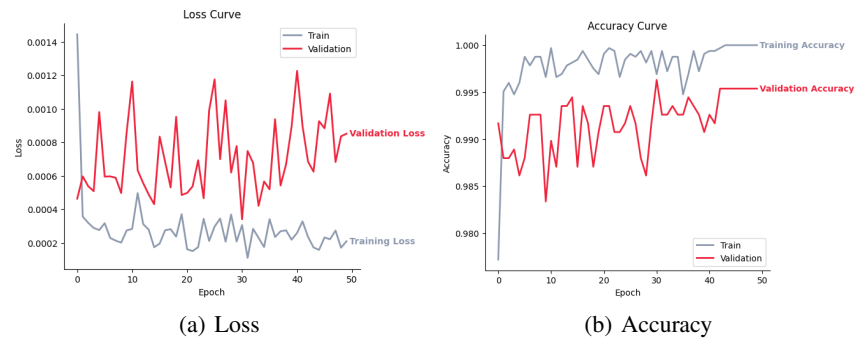 Loss Curve
Train
Validation
0.0014
0.0012
0.0010
0.0008
0.0006
0.0004
0.0002
Loss
Validation Loss
Training Loss
0 10 20 30 40 50
Epoch
(a) Loss
Accuracy Curve
1.000
0.995
0.990
0.985
0.980
Accuracy
Training Accuracy
Validation Accuracy
Train
Validation
0 10 20 30 40 50
Epoch
(b) Accuracy